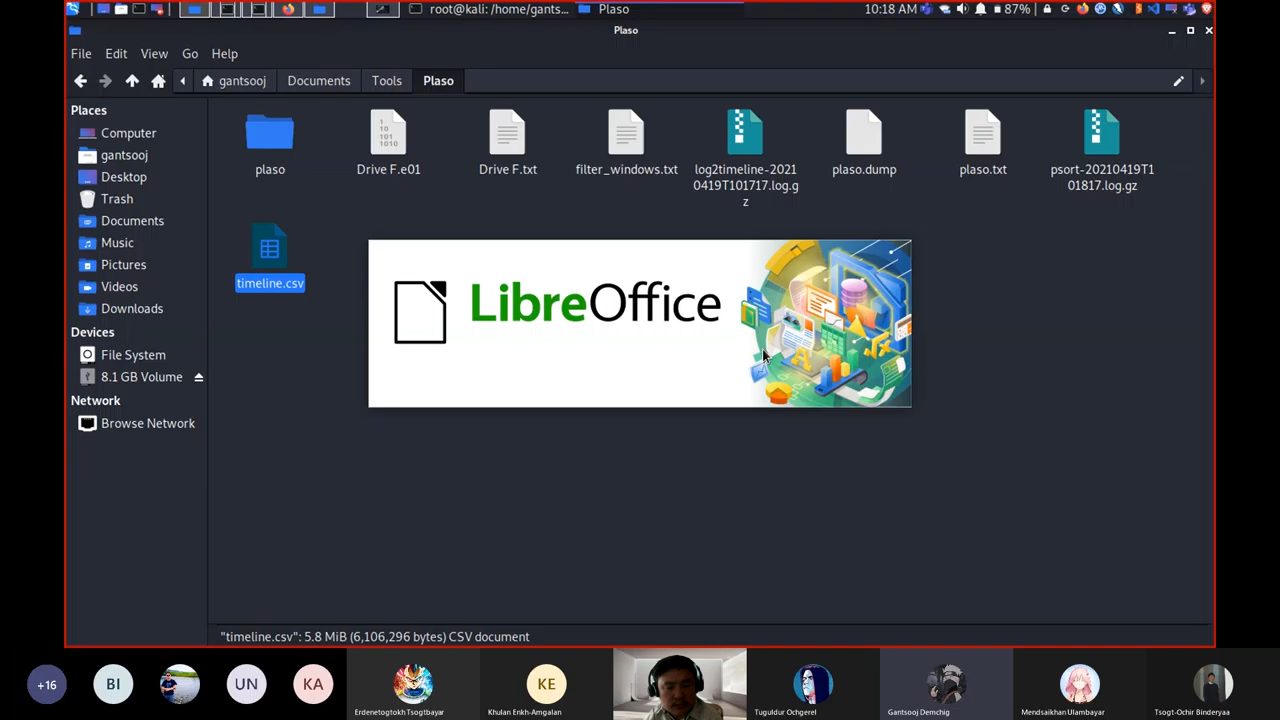 root@kali: /home/gants...
Plaso
10:18 AM
87%
Plaso
File Edit View Go Help
gantsooj Documents Tools Plaso
Places
Computer
gantsooj
Desktop
Trash
Documents
Music
Pictures
Videos
Downloads
Devices
File System
8.1 GB Volume
Network
Browse Network
plaso
Drive F.e01
Drive F.txt
filter_windows.txt
log2timeline-2021
0419T101717.log.g
z
plaso.dump
plaso.txt
psort-20210419T1
01817.log.gz
timeline.csv
LibreOffice
"timeline.csv": 5.8 MiB (6,106,296 bytes) CSV document
+16
BI
UN
KA
Erdenetogtokh Tsogtbayar
KE
Khulan Enkh-Amgalan
Tuguldur Ochgerel
Gantsooj Demchig
Mendsaikhan Ulambayar
Tsogt-Ochir Binderyaa